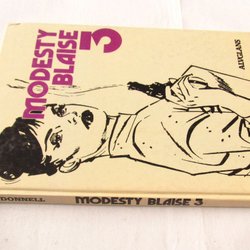 MODESTY
BLAISE
3
ALVGLANS
DONNELL MODESTY BLAISE 3